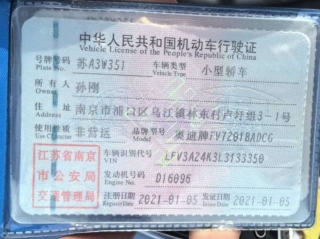 中华人民共和国机动车行驶证
Vehicle License of the People's Republic of China
号牌号码 苏A3W351 车辆类型 小型轿车
Plate No. Vehicle Type
所有人 孙刚
Owner
住址 南京市浦口区乌江镇林东村卢圩组3-1号
Address
使用性质 非营运 品牌型号 奥迪牌FV7201BADCG
Use Character Model
江苏省南京市公安局交通管理局
车辆识别代号 LFV3A24K3L3133350
VIN
发动机号码 D16096
Engine No.
注册日期 2021-01-05 发证日期 2021-01-05
Register Date Issue Date